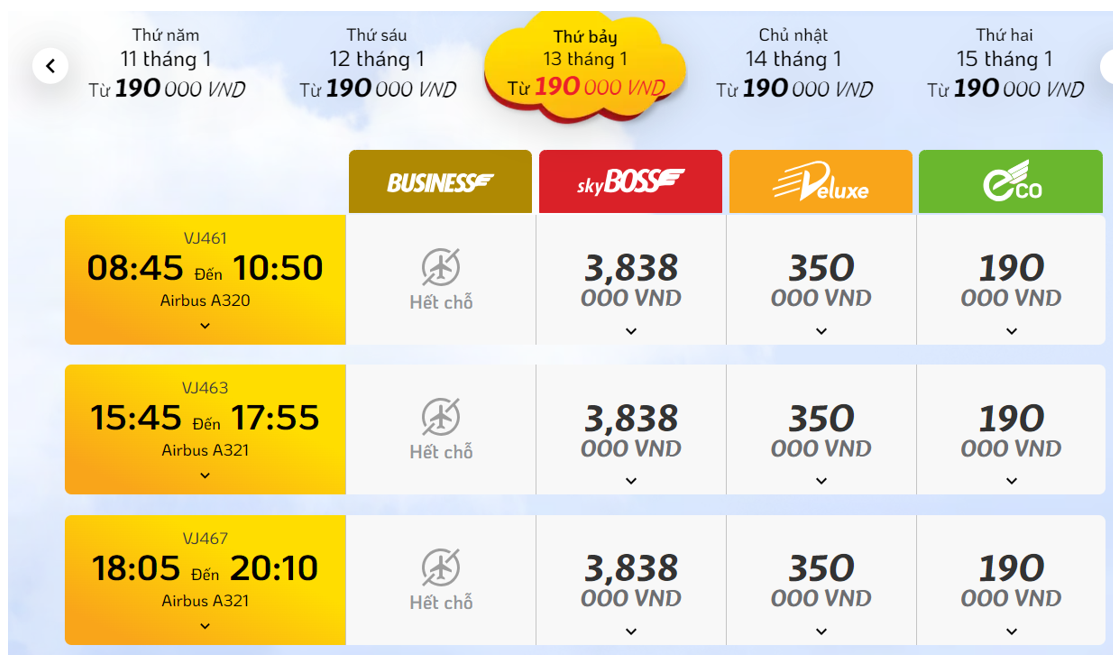 Thứ năm
11 tháng 1
Từ 190 000 VND
Thứ sáu
12 tháng 1
Từ 190 000 VND
Thứ bảy
13 tháng 1
Từ 190 000 VND
Chủ nhật
14 tháng 1
Từ 190 000 VND
Thứ hai
15 tháng 1
Từ 190 000 VND
BUSINESS
skyBOSS
Deluxe
eco
VJ461
08:45 Đến 10:50
Airbus A320
Hết chỗ
3,838
000 VND
350
000 VND
190
000 VND
VJ463
15:45 Đến 17:55
Airbus A321
Hết chỗ
3,838
000 VND
350
000 VND
190
000 VND
VJ467
18:05 Đến 20:10
Airbus A321
Hết chỗ
3,838
000 VND
350
000 VND
190
000 VND